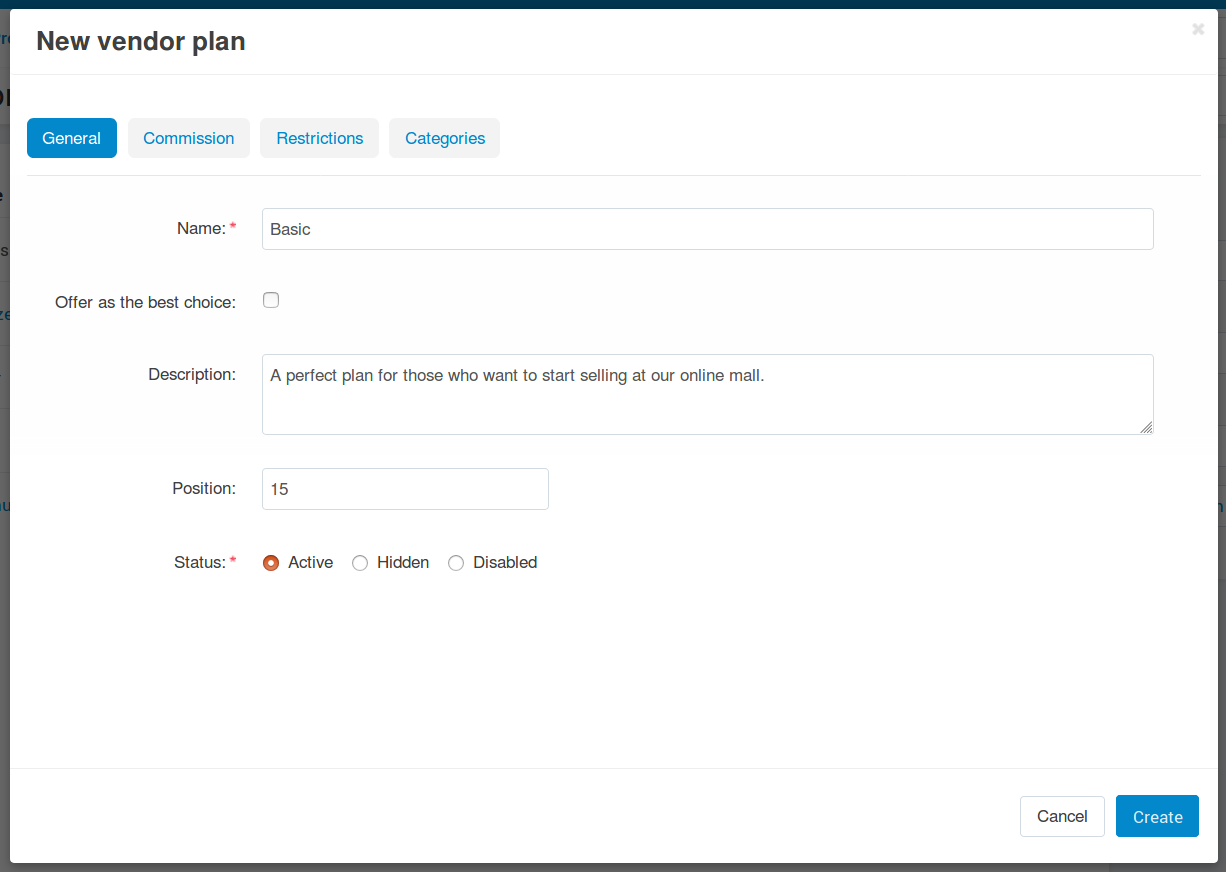 New vendor plan
General Commission Restrictions Categories
Name: * Basic
Offer as the best choice:
Description: A perfect plan for those who want to start selling at our online mall.
Position: 15
Status: * Active Hidden Disabled
Cancel Create